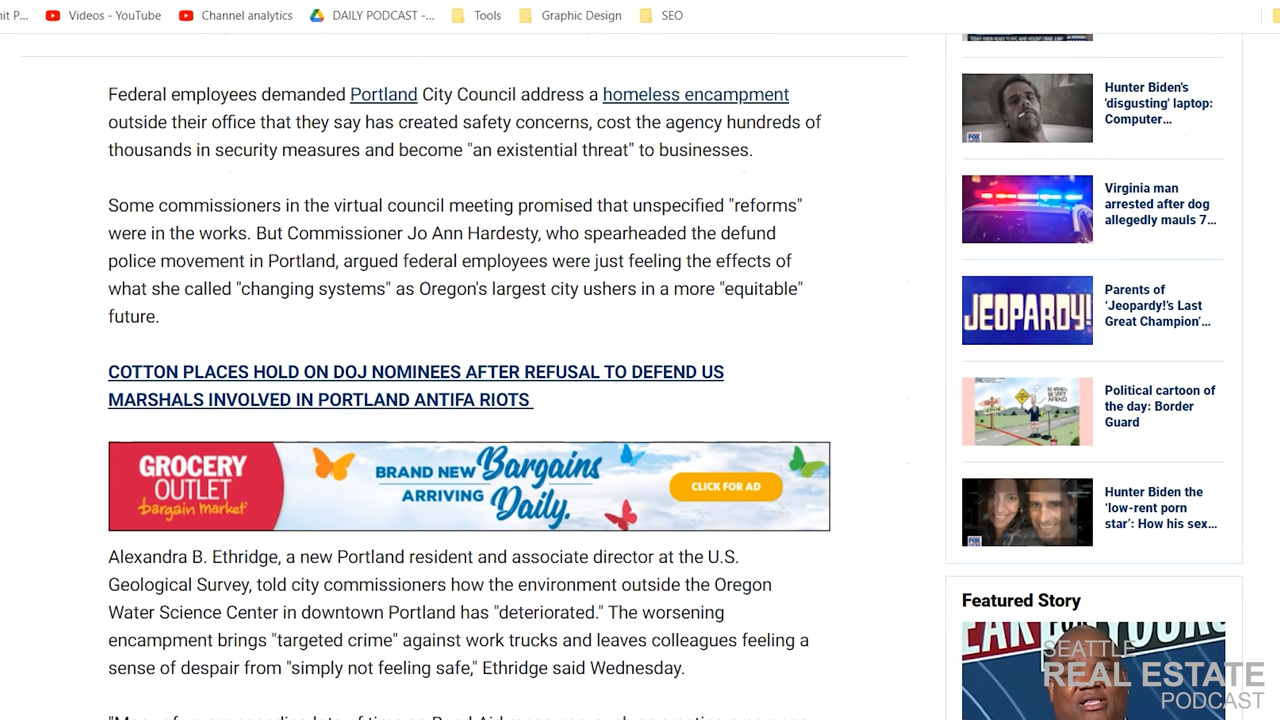 nit P...
Videos - YouTube
Channel analytics
DAILY PODCAST -...
Tools
Graphic Design
SEO
Federal employees demanded Portland City Council address a homeless encampment
outside their office that they say has created safety concerns, cost the agency hundreds of
thousands in security measures and become "an existential threat" to businesses.
Some commissioners in the virtual council meeting promised that unspecified "reforms"
were in the works. But Commissioner Jo Ann Hardesty, who spearheaded the defund
police movement in Portland, argued federal employees were just feeling the effects of
what she called "changing systems" as Oregon's largest city ushers in a more "equitable"
future.
COTTON PLACES HOLD ON DOJ NOMINEES AFTER REFUSAL TO DEFEND US
MARSHALS INVOLVED IN PORTLAND ANTIFA RIOTS
GROCERY
OUTLET
bargain market
BRAND NEW Bargains
ARRIVING Daily.
CLICK FOR AD
Alexandra B. Ethridge, a new Portland resident and associate director at the U.S.
Geological Survey, told city commissioners how the environment outside the Oregon
Water Science Center in downtown Portland has "deteriorated." The worsening
encampment brings "targeted crime" against work trucks and leaves colleagues feeling a
sense of despair from "simply not feeling safe," Ethridge said Wednesday.
Hunter Biden's
'disgusting' laptop:
Computer...
FOX
Virginia man
arrested after dog
allegedly mauls 7...
JEOPARDY!
Parents of
‘Jeopardy!’s Last
Great Champion’...
Political cartoon of
the day: Border
Guard
FOX
Hunter Biden the
‘low-rent porn
star’: How his sex...
Featured Story
SEATTLE
REAL ESTATE
PODCAST